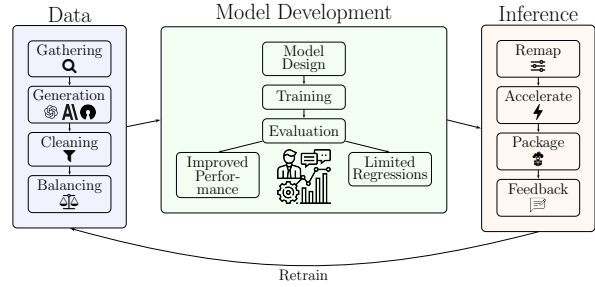 Data
Gathering
Generation
A\
Cleaning
Balancing
Model Development
Model
Design
Training
Evaluation
Improved
Perfor-
mance
Limited
Regressions
Inference
Remap
Accelerate
Package
Feedback
Retrain